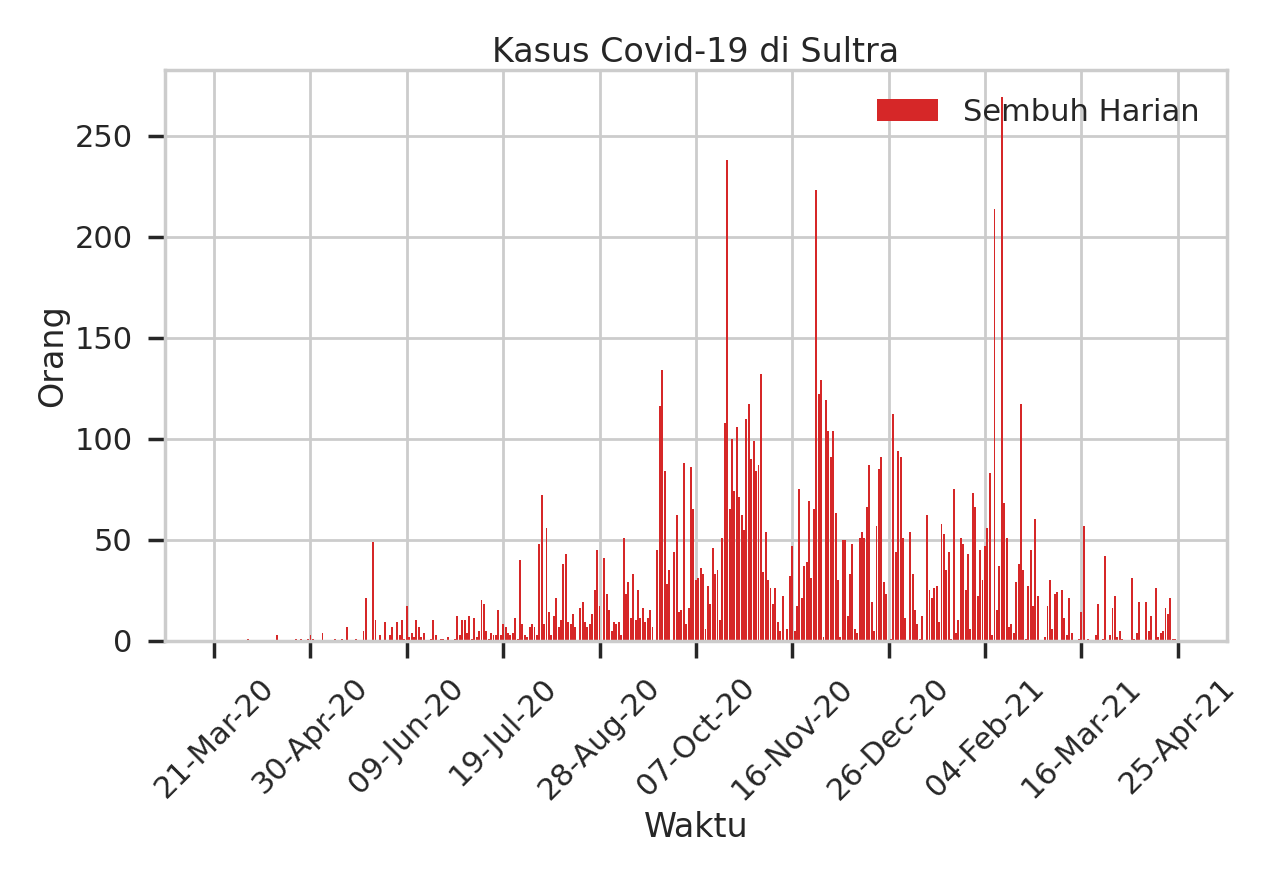 Kasus Covid-19 di Sultra
Sembuh Harian
Orang
250
200
150
100
50
0
21-Mar-20
30-Apr-20
09-Jun-20
19-Jul-20
28-Aug-20
07-Oct-20
16-Nov-20
26-Dec-20
04-Feb-21
16-Mar-21
25-Apr-21
Waktu